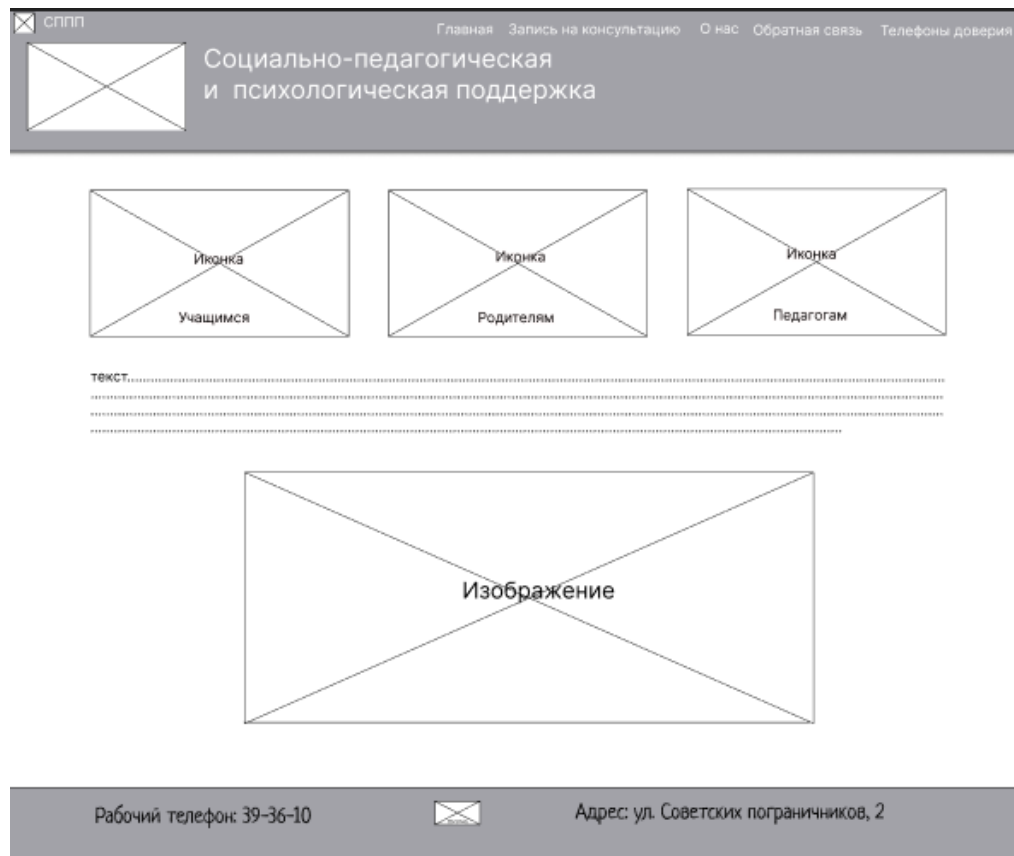 СППП
Главная Запись на консультацию О нас Обратная связь Телефоны доверия
Социально-педагогическая
и психологическая поддержка
Иконка
Учащимся
Иконка
Родителям
Иконка
Педагогам
текст
Изображение
Рабочий телефон: 39-36-10
Адрес: ул. Советских пограничников, 2